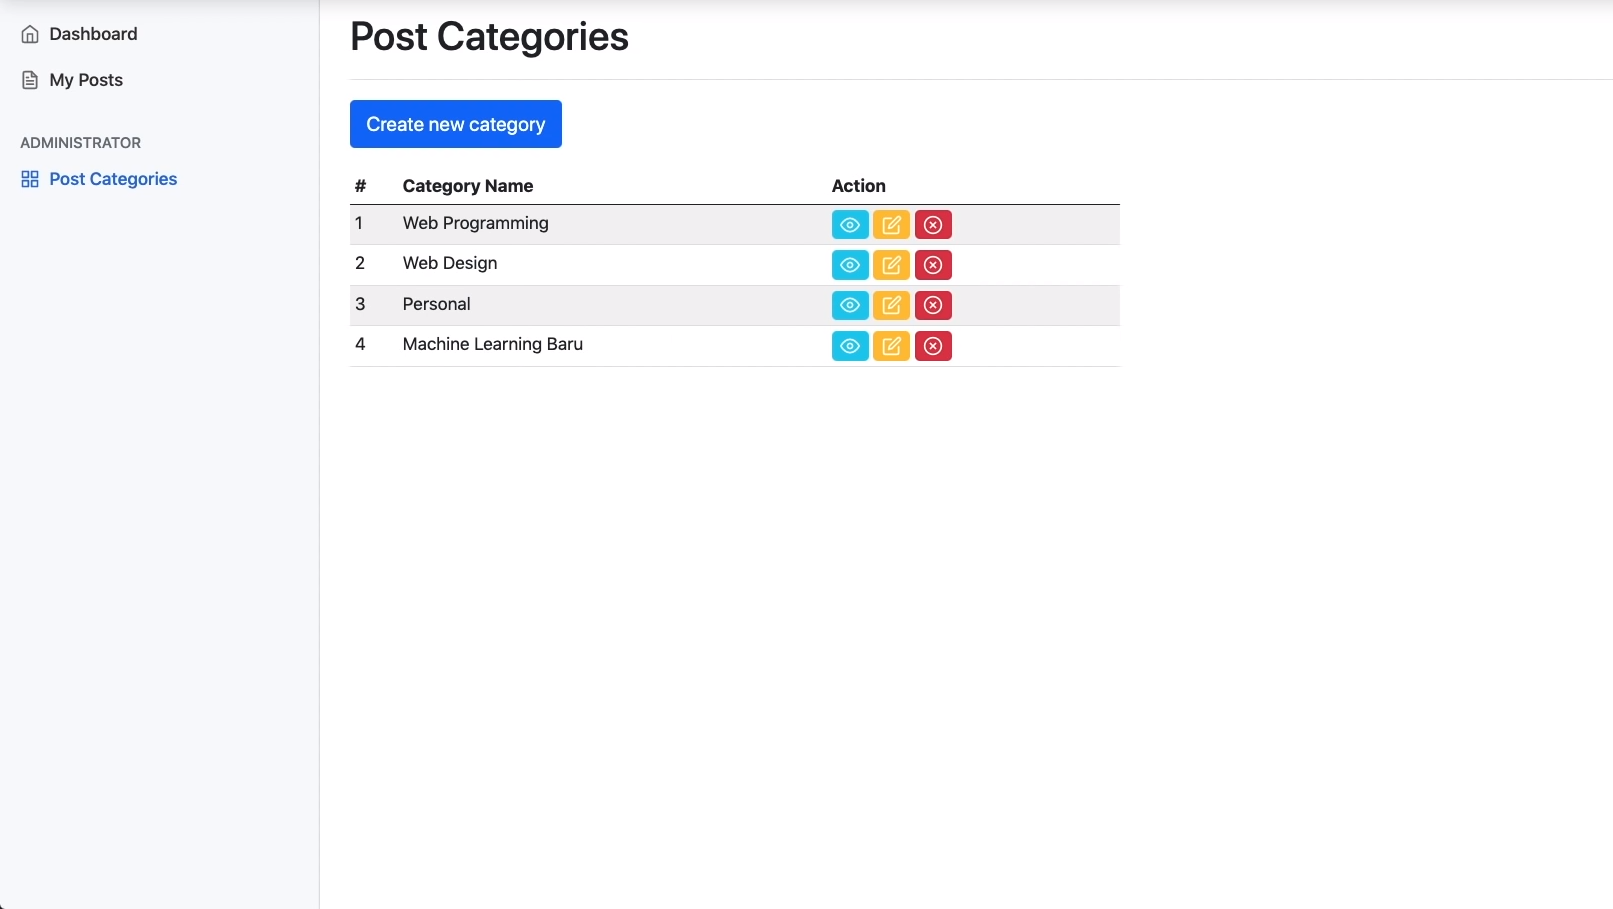 Dashboard
My Posts
ADMINISTRATOR
Post Categories
Post Categories
Create new category
# Category Name Action
1 Web Programming
2 Web Design
3 Personal
4 Machine Learning Baru